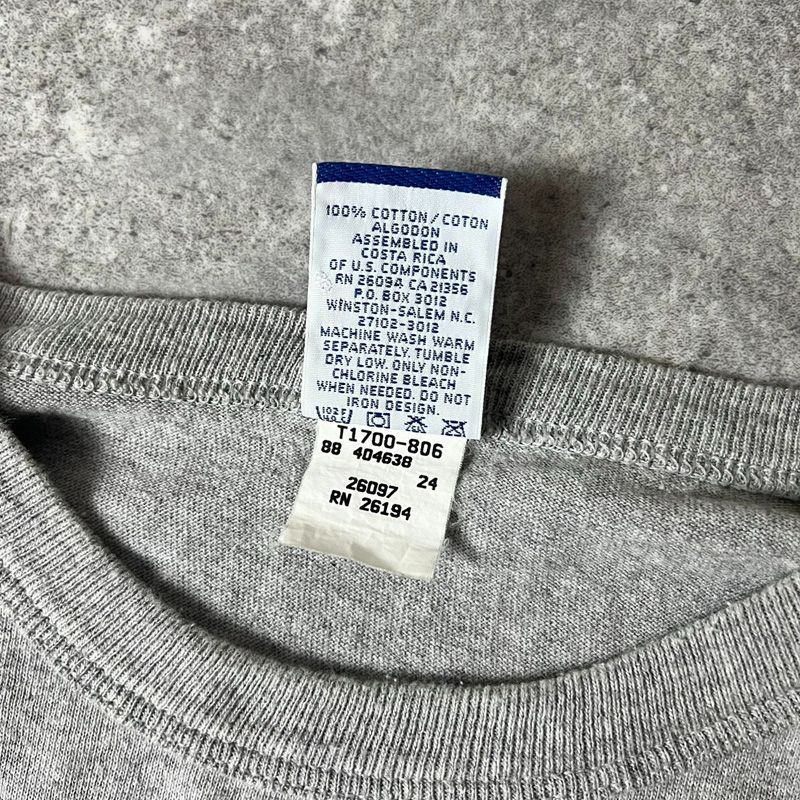 100% COTTON/COTON
ALGODON
ASSEMBLED IN
COSTA RICA
OF U.S. COMPONENTS
RN 26094 CA 21356
P.O. BOX 3012
WINSTON-SALEM N.C.
27102-3012
MACHINE WASH WARM
SEPARATELY. TUMBLE
DRY LOW. ONLY NON-
CHLORINE BLEACH
WHEN NEEDED. DO NOT
IRON DESIGN.
T1700-806
88 404638
24
26097
RN 26194